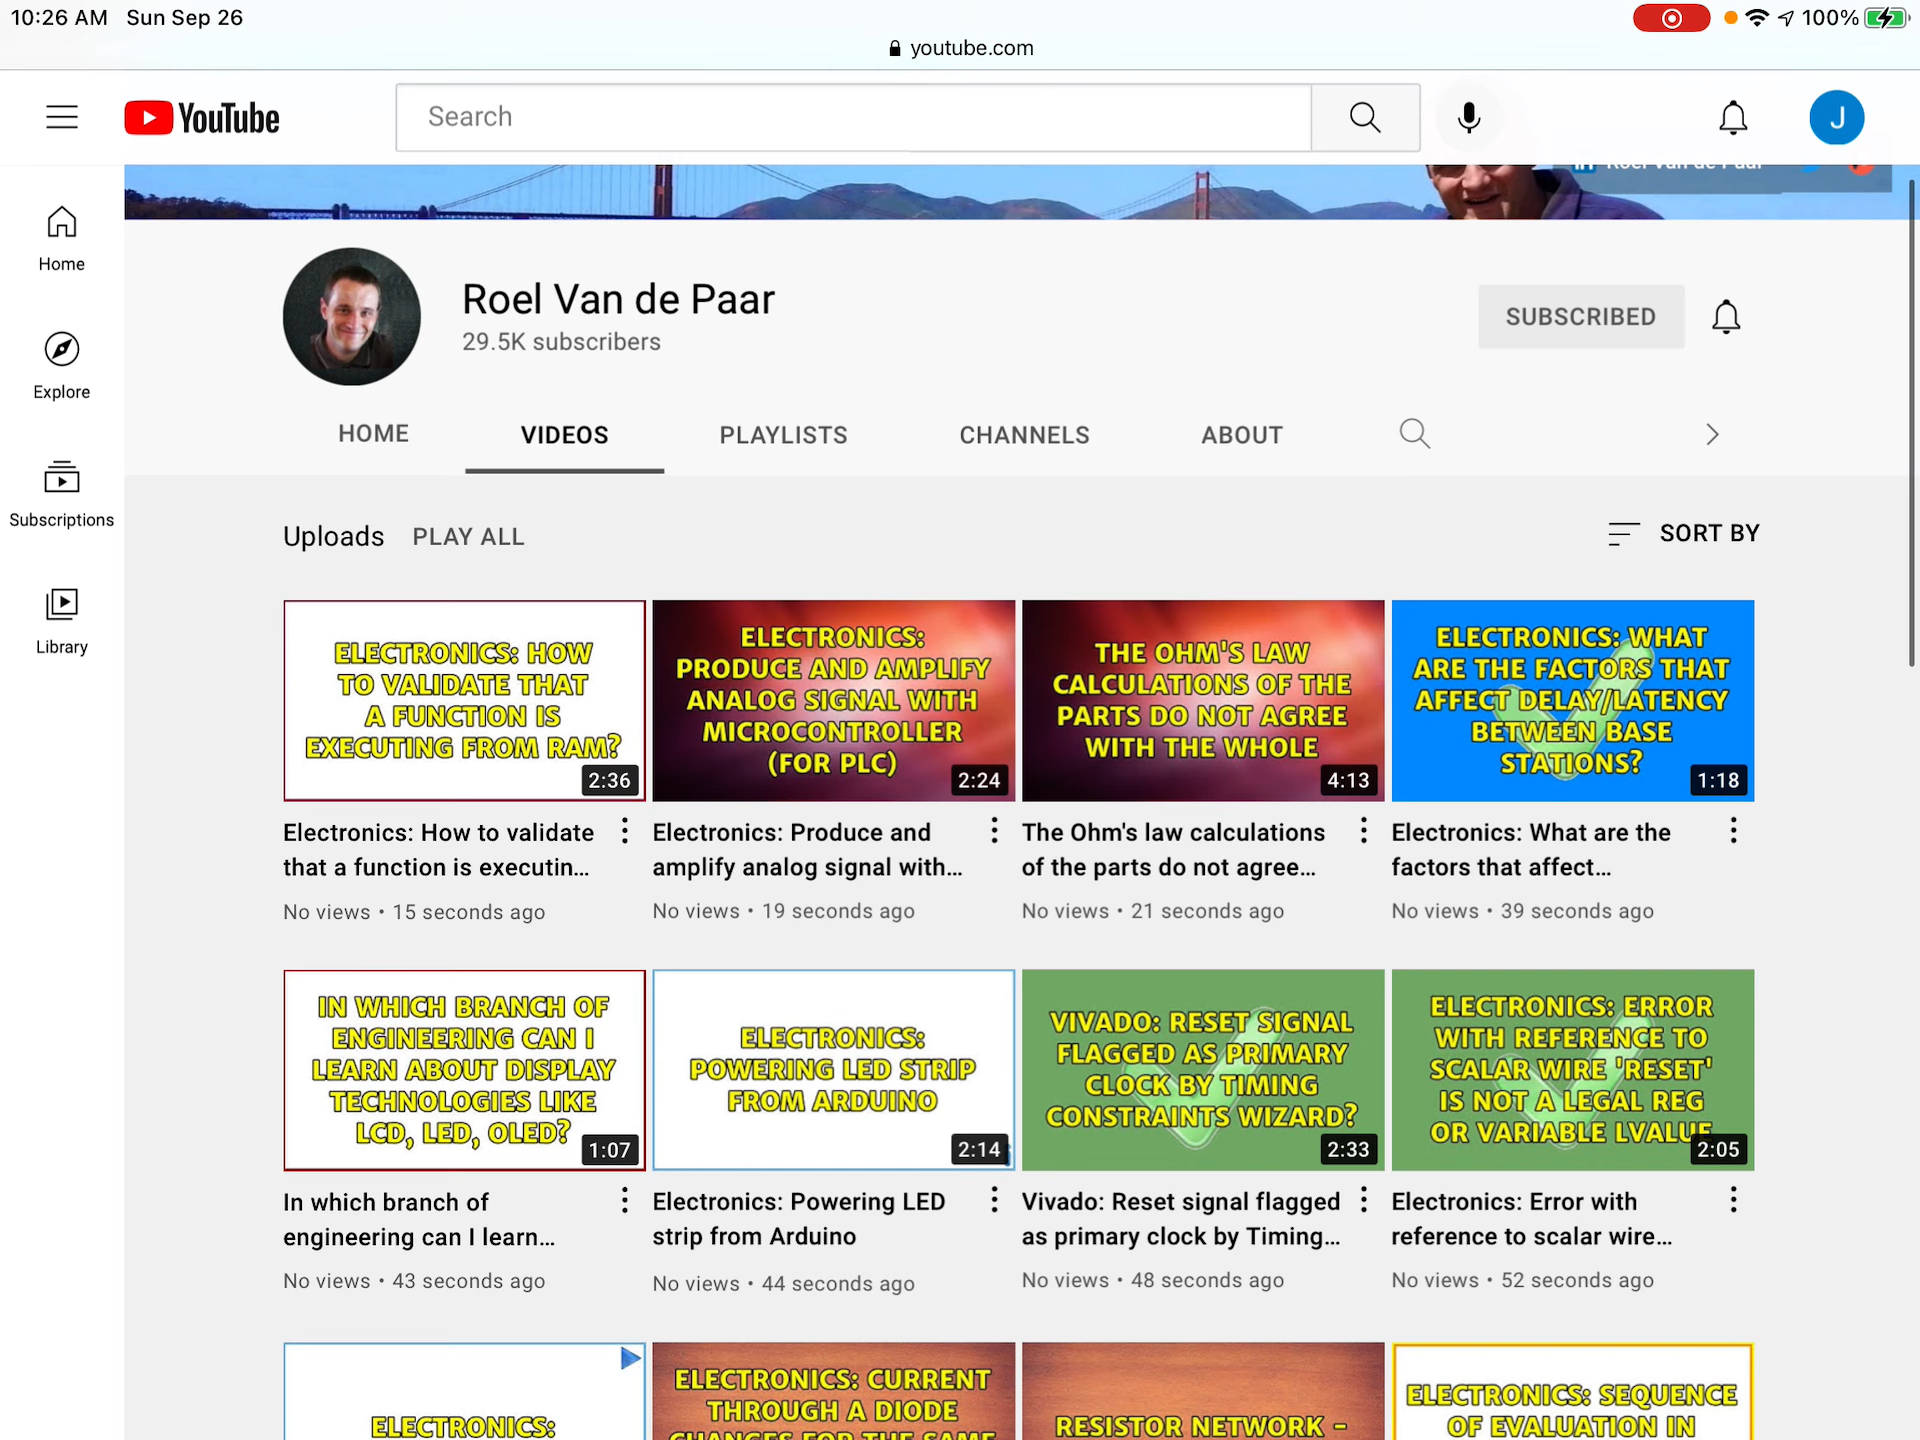 10:26 AM Sun Sep 26
100%
youtube.com
YouTube
Search
J
in Roel Van de Paar
Home
Explore
Subscriptions
Library
Roel Van de Paar
29.5K subscribers
SUBSCRIBED
HOME VIDEOS PLAYLISTS CHANNELS ABOUT
Uploads PLAY ALL
SORT BY
ELECTRONICS: HOW
TO VALIDATE THAT
A FUNCTION IS
EXECUTING FROM RAM?
2:36
Electronics: How to validate
that a function is executin...
No views • 15 seconds ago
ELECTRONICS:
PRODUCE AND AMPLIFY
ANALOG SIGNAL WITH
MICROCONTROLLER
(FOR PLC)
2:24
Electronics: Produce and
amplify analog signal with...
No views • 19 seconds ago
THE OHM'S LAW
CALCULATIONS OF THE
PARTS DO NOT AGREE
WITH THE WHOLE
4:13
The Ohm's law calculations
of the parts do not agree...
No views • 21 seconds ago
ELECTRONICS: WHAT
ARE THE FACTORS THAT
AFFECT DELAY/LATENCY
BETWEEN BASE
STATIONS?
1:18
Electronics: What are the
factors that affect...
No views • 39 seconds ago
IN WHICH BRANCH OF
ENGINEERING CAN I
LEARN ABOUT DISPLAY
TECHNOLOGIES LIKE
LCD, LED, OLED?
1:07
In which branch of
engineering can I learn...
No views • 43 seconds ago
ELECTRONICS:
POWERING LED STRIP
FROM ARDUINO
2:14
Electronics: Powering LED
strip from Arduino
No views • 44 seconds ago
VIVADO: RESET SIGNAL
FLAGGED AS PRIMARY
CLOCK BY TIMING
CONSTRAINTS WIZARD?
2:33
Vivado: Reset signal flagged
as primary clock by Timing...
No views • 48 seconds ago
ELECTRONICS: ERROR
WITH REFERENCE TO
SCALAR WIRE 'RESET'
IS NOT A LEGAL REG
OR VARIABLE LVALUE
2:05
Electronics: Error with
reference to scalar wire...
No views • 52 seconds ago
ELECTRONICS:
ELECTRONICS: CURRENT
THROUGH A DIODE
CHANGES FOR THE SAME
RESISTOR NETWORK -
ELECTRONICS: SEQUENCE
OF EVALUATION IN